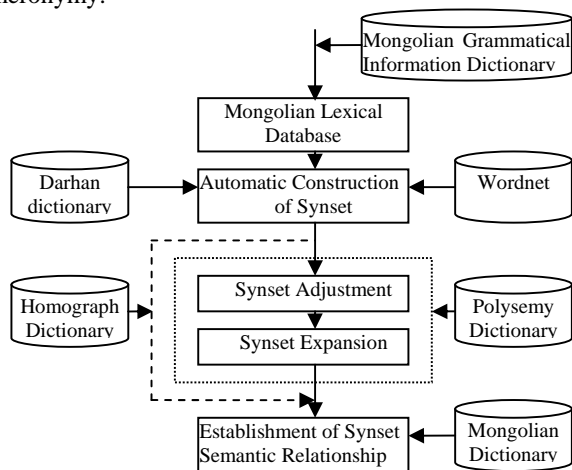 Mongolian Grammatical
Information Dictionary
Mongolian Lexical
Database
Darhan
dictionary
Automatic Construction
of Synset
Wordnet
Homograph
Dictionary
Synset Adjustment
Synset Expansion
Polysemy
Dictionary
Establishment of Synset
Semantic Relationship
Mongolian
Dictionary